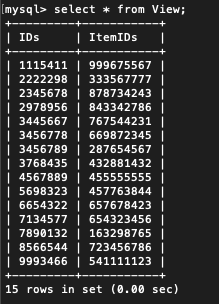 mysql> select * from View;
+---------+-----------+
| IDs | ItemIDs |
+---------+-----------+
| 1115411 | 999675567 |
| 2222298 | 333567777 |
| 2345678 | 878734243 |
| 2978956 | 843342786 |
| 3445667 | 767544231 |
| 3456778 | 669872345 |
| 3456789 | 287654567 |
| 3768435 | 432881432 |
| 4567889 | 455555555 |
| 5698323 | 457763844 |
| 6654322 | 657678423 |
| 7134577 | 654323456 |
| 7890132 | 163298765 |
| 8566544 | 723456786 |
| 9993466 | 541111123 |
+---------+-----------+
15 rows in set (0.00 sec)